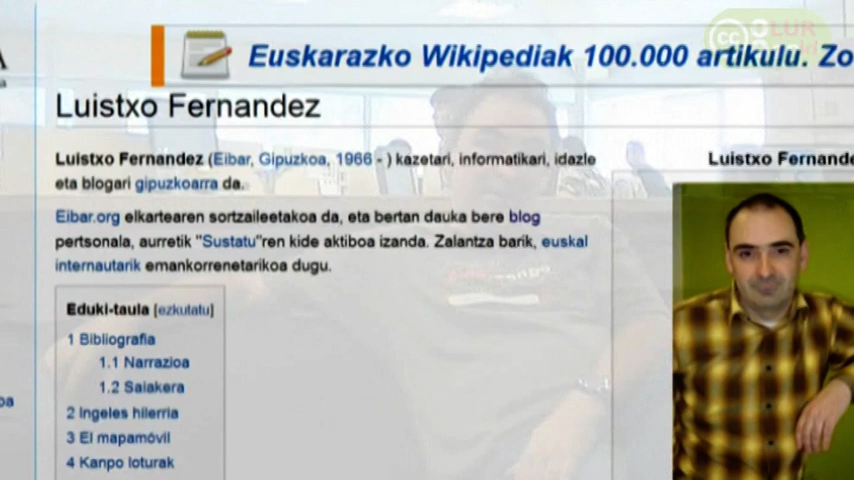 Euskarazko Wikipediak 100.000 artikulu. Zo
Luistxo Fernandez
Luistxo Fernandez (Eibar, Gipuzkoa, 1966 - ) kazetari, informatikari, idazle
eta blogari gipuzkoarra da.
Eibar.org elkartearen sortzaileetakoa da, eta bertan dauka bere blog
pertsonala, aurretik "Sustatu"ren kide aktiboa izanda. Zalantza barik, euskal
internautarik emankorrenetarikoa dugu.
Eduki-taula [ezkutatu]
1 Bibliografia
1.1 Narrazioa
1.2 Saiakera
2 Ingeles hilerria
3 El mapamóvil
4 Kanpo loturak
Luistxo Fernande
cc
LUR